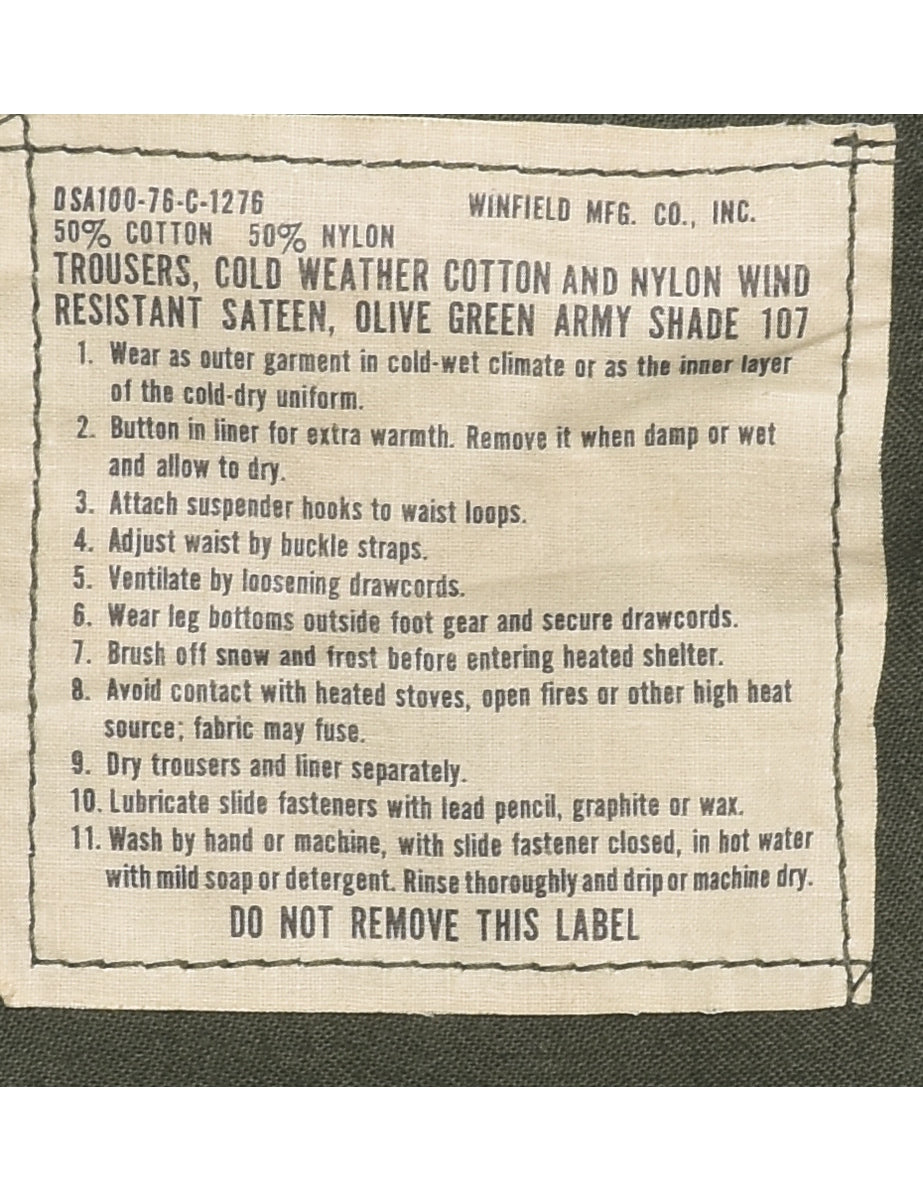 DSA100-76-C-1276 WINFIELD MFG. CO., INC.
50% COTTON 50% NYLON
TROUSERS, COLD WEATHER COTTON AND NYLON WIND
RESISTANT SATEEN, OLIVE GREEN ARMY SHADE 107
1. Wear as outer garment in cold-wet climate or as the inner layer
of the cold-dry uniform.
2. Button in liner for extra warmth. Remove it when damp or wet
and allow to dry.
3. Attach suspender hooks to waist loops.
4. Adjust waist by buckle straps.
5. Ventilate by loosening drawcords.
6. Wear leg bottoms outside foot gear and secure drawcords.
7. Brush off snow and frost before entering heated shelter.
8. Avoid contact with heated stoves, open fires or other high heat
source; fabric may fuse.
9. Dry trousers and liner separately.
10. Lubricate slide fasteners with lead pencil, graphite or wax.
11. Wash by hand or machine, with slide fastener closed, in hot water
with mild soap or detergent. Rinse thoroughly and drip or machine dry.
DO NOT REMOVE THIS LABEL